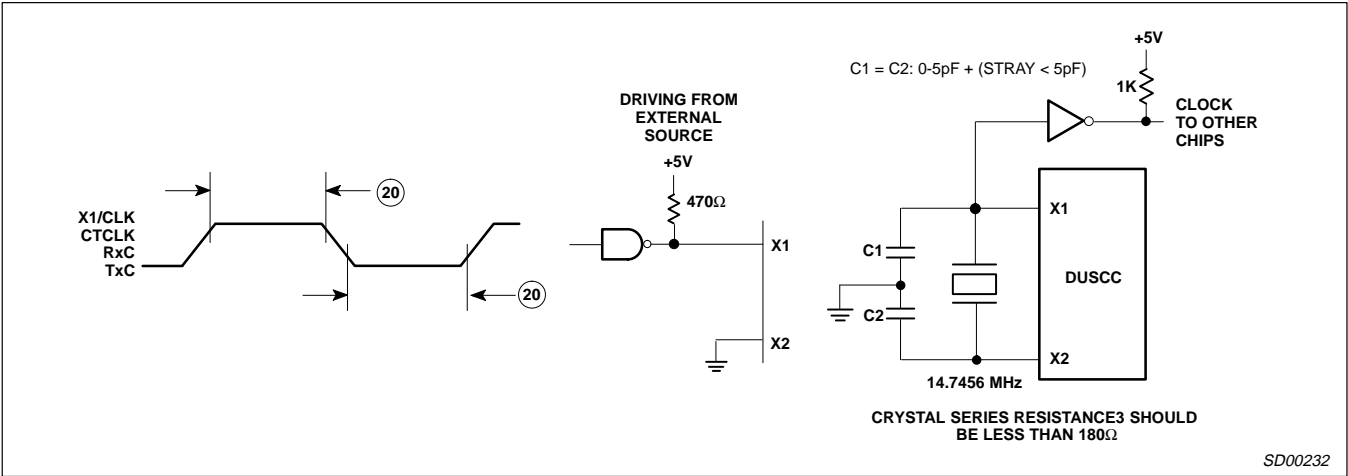 X1/CLK
CTCLK
RxC
TxC
20
20
DRIVING FROM
EXTERNAL
SOURCE
+5V
470Ω
X1
X2
C1 = C2: 0-5pF + (STRAY < 5pF)
+5V
1K
CLOCK
TO OTHER
CHIPS
X1
C1
DUSCC
C2
X2
14.7456 MHz
CRYSTAL SERIES RESISTANCE3 SHOULD
BE LESS THAN 180Ω
SD00232